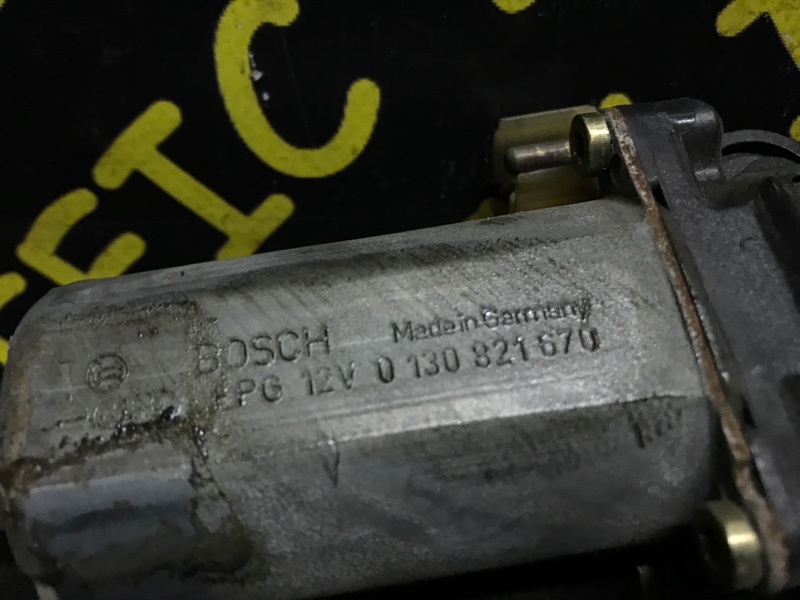 BOSCH Made in Germany
EPG 12V 0 130 821 670